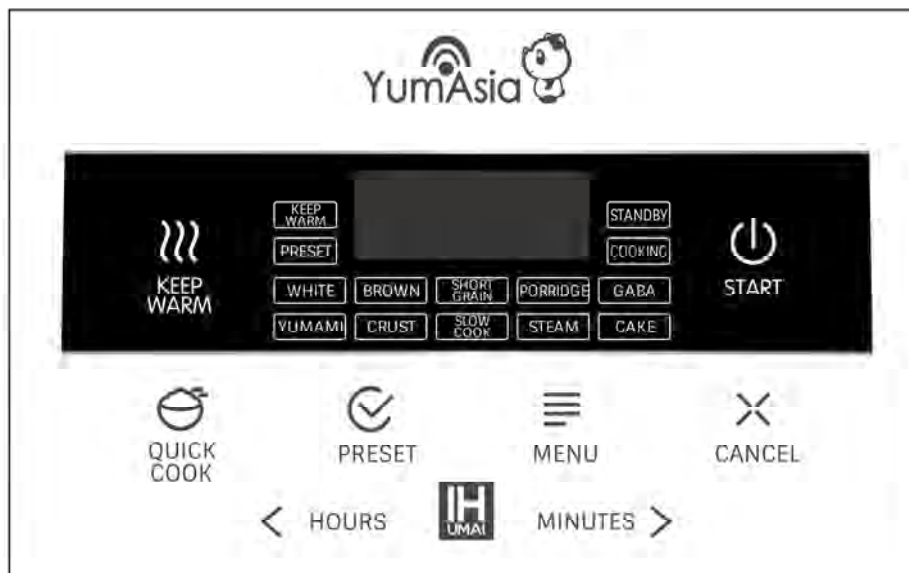 YumAsia
KEEP
WARM
STANDBY
PRESET
COOKING
KEEP
WARM
START
WHITE
BROWN
SHORT
GRAIN
PORRIDGE
GABA
YUMAMI
CRUST
SLOW
COOK
STEAM
CAKE
QUICK
COOK
PRESET
MENU
CANCEL
HOURS
IH
UMAI
MINUTES